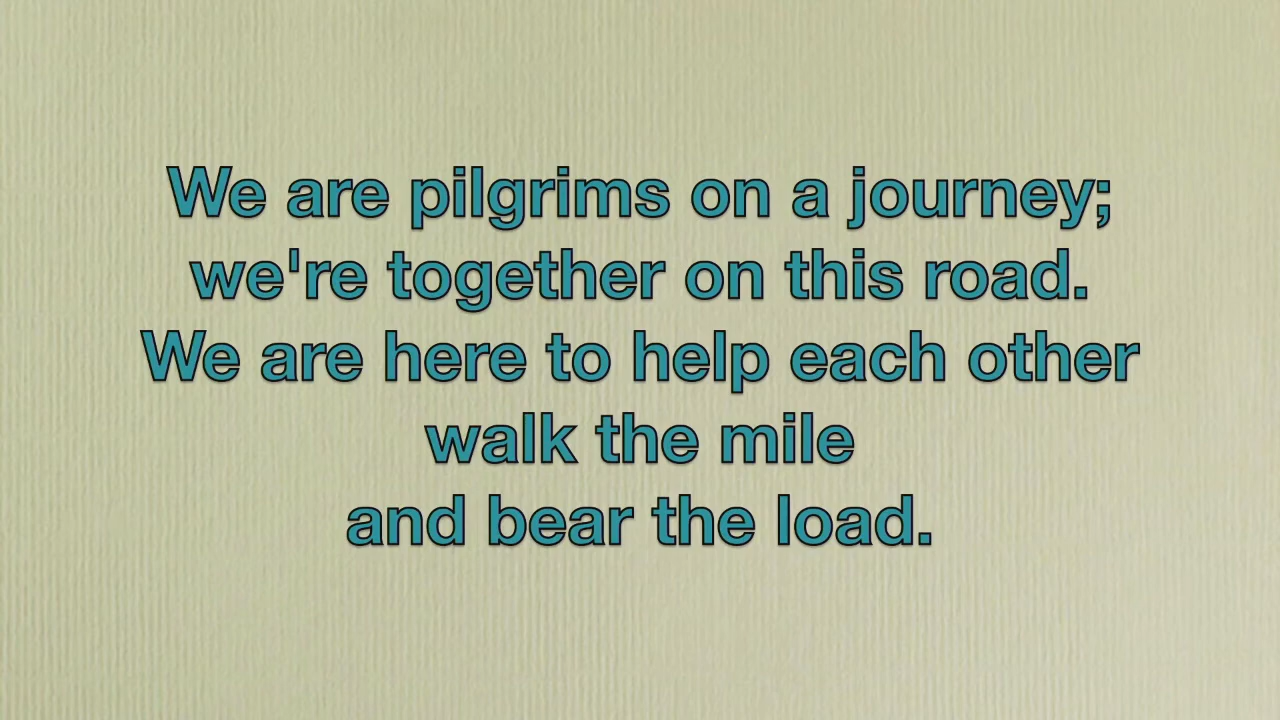 We are pilgrims on a journey;
we're together on this road.
We are here to help each other
walk the mile
and bear the load.